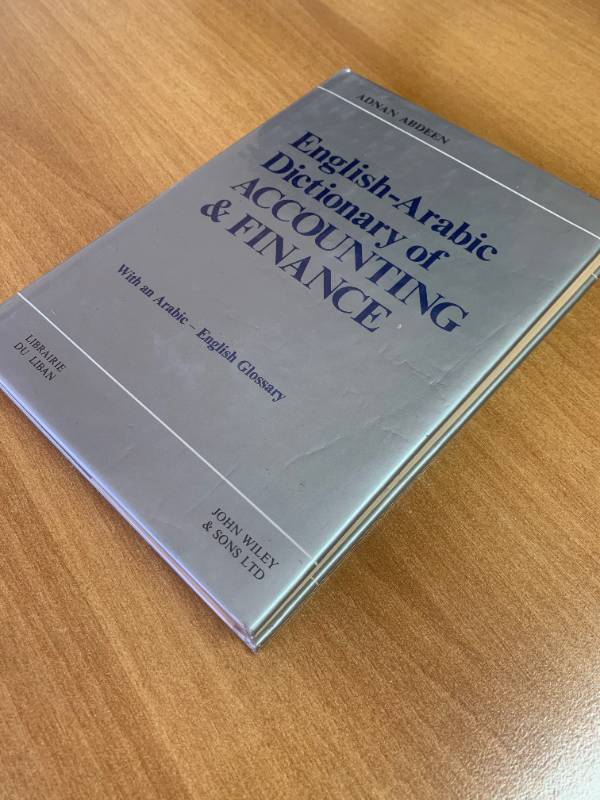 ADNAN ABDEEN
English-Arabic
Dictionary of
ACCOUNTING
& FINANCE
With an Arabic – English Glossary
LIBRAIRIE
DU LIBAN
JOHN WILEY
& SONS LTD